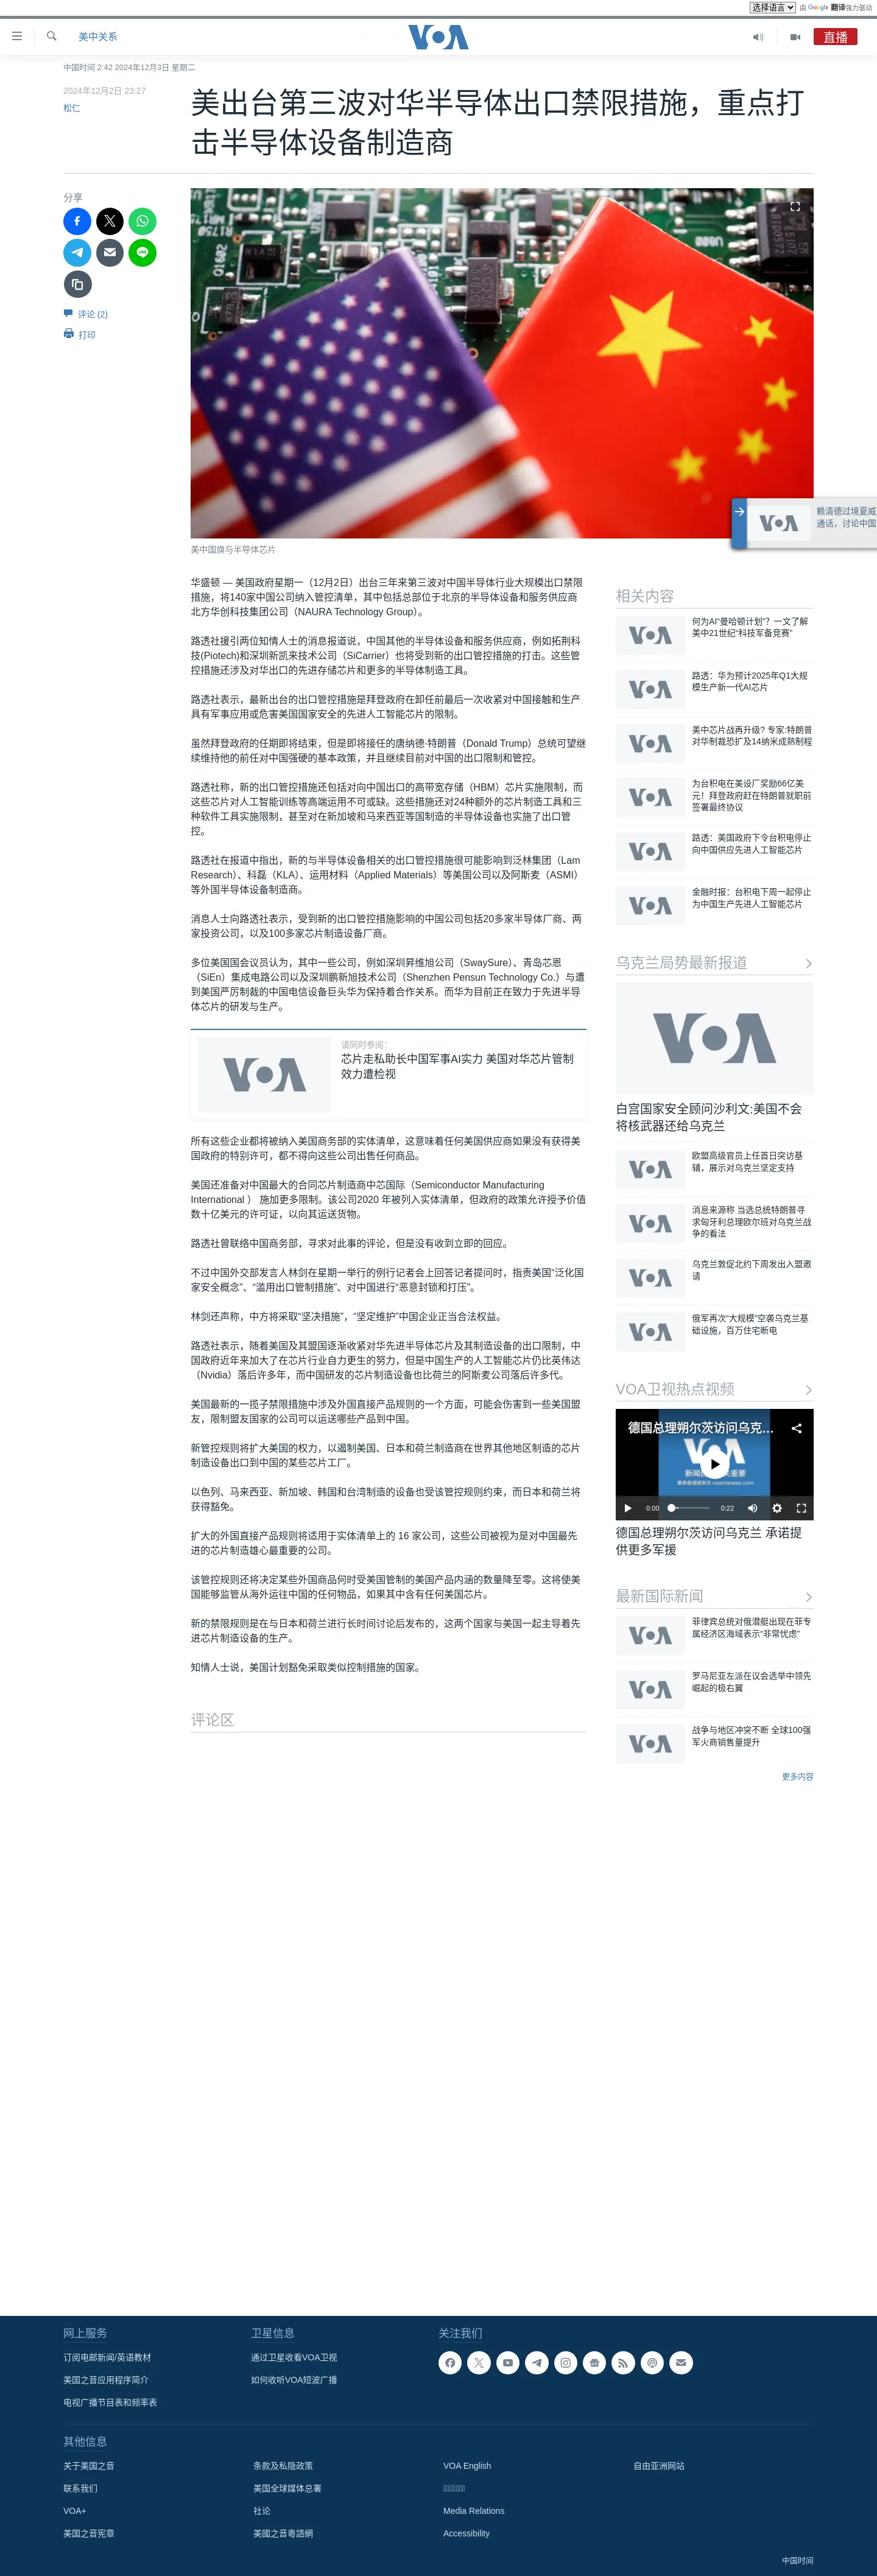 选择语言 由 Google 翻译强力驱动
美中关系
VOA
直播
中国时间 2:42 2024年12月3日 星期二
2024年12月2日 23:27
松仁
美出台第三波对华半导体出口禁限措施，重点打
击半导体设备制造商
分享
评论 (2)
打印
美中国旗与半导体芯片
赖清德过境夏威
通话，讨论中国
华盛顿 — 美国政府星期一（12月2日）出台三年来第三波对中国半导体行业大规模出口禁限
措施，将140家中国公司纳入管控清单，其中包括总部位于北京的半导体设备和服务供应商
北方华创科技集团公司（NAURA Technology Group）。
路透社援引两位知情人士的消息报道说，中国其他的半导体设备和服务供应商，例如拓荆科
技(Piotech)和深圳新凯来技术公司（SiCarrier）也将受到新的出口管控措施的打击。这些管
控措施还涉及对华出口的先进存储芯片和更多的半导体制造工具。
路透社表示，最新出台的出口管控措施是拜登政府在卸任前最后一次收紧对中国接触和生产
具有军事应用或危害美国国家安全的先进人工智能芯片的限制。
虽然拜登政府的任期即将结束，但是即将接任的唐纳德·特朗普（Donald Trump）总统可望继
续维持他的前任对中国强硬的基本政策，并且继续目前对中国的出口限制和管控。
路透社称，新的出口管控措施还包括对向中国出口的高带宽存储（HBM）芯片实施限制，而
这些芯片对人工智能训练等高端运用不可或缺。这些措施还对24种额外的芯片制造工具和三
种软件工具实施限制，甚至对在新加坡和马来西亚等国制造的半导体设备也实施了出口管
控。
路透社在报道中指出，新的与半导体设备相关的出口管控措施很可能影响到泛林集团（Lam
Research）、科磊（KLA）、运用材料（Applied Materials）等美国公司以及阿斯麦（ASMI）
等外国半导体设备制造商。
消息人士向路透社表示，受到新的出口管控措施影响的中国公司包括20多家半导体厂商、两
家投资公司，以及100多家芯片制造设备厂商。
多位美国国会议员认为，其中一些公司，例如深圳昇维旭公司（SwaySure）、青岛芯恩
（SiEn）集成电路公司以及深圳鹏新旭技术公司（Shenzhen Pensun Technology Co.）与遭
到美国严厉制裁的中国电信设备巨头华为保持着合作关系。而华为目前正在致力于先进半导
体芯片的研发与生产。
VOA
请同时参阅：
芯片走私助长中国军事AI实力 美国对华芯片管制
效力遭检视
所有这些企业都将被纳入美国商务部的实体清单，这意味着任何美国供应商如果没有获得美
国政府的特别许可，都不得向这些公司出售任何商品。
美国还准备对中国最大的合同芯片制造商中芯国际（Semiconductor Manufacturing
International ） 施加更多限制。该公司2020 年被列入实体清单，但政府的政策允许授予价值
数十亿美元的许可证，以向其运送货物。
路透社曾联络中国商务部，寻求对此事的评论，但是没有收到立即的回应。
不过中国外交部发言人林剑在星期一举行的例行记者会上回答记者提问时，指责美国“泛化国
家安全概念”、“滥用出口管制措施”、对中国进行“恶意封锁和打压”。
林剑还声称，中方将采取“坚决措施”，“坚定维护”中国企业正当合法权益。
路透社表示，随着美国及其盟国逐渐收紧对华先进半导体芯片及其制造设备的出口限制，中
国政府近年来加大了在芯片行业自力更生的努力，但是中国生产的人工智能芯片仍比英伟达
（Nvidia）落后许多年，而中国研发的芯片制造设备也比荷兰的阿斯麦公司落后许多代。
美国最新的一揽子禁限措施中涉及外国直接产品规则的一个方面，可能会伤害到一些美国盟
友，限制盟友国家的公司可以运送哪些产品到中国。
新管控规则将扩大美国的权力，以遏制美国、日本和荷兰制造商在世界其他地区制造的芯片
制造设备出口到中国的某些芯片工厂。
以色列、马来西亚、新加坡、韩国和台湾制造的设备也受该管控规则约束，而日本和荷兰将
获得豁免。
扩大的外国直接产品规则将适用于实体清单上的 16 家公司，这些公司被视为是对中国最先
进的芯片制造雄心最重要的公司。
该管控规则还将决定某些外国商品何时受美国管制的美国产品内涵的数量降至零。这将使美
国能够监管从海外运往中国的任何物品，如果其中含有任何美国芯片。
新的禁限规则是在与日本和荷兰进行长时间讨论后发布的，这两个国家与美国一起主导着先
进芯片制造设备的生产。
知情人士说，美国计划豁免采取类似控制措施的国家。
评论区
相关内容
何为AI“曼哈顿计划”？一文了解
美中21世纪“科技军备竞赛”
路透：华为预计2025年Q1大规
模生产新一代AI芯片
美中芯片战再升级? 专家:特朗普
对华制裁恐扩及14纳米成熟制程
为台积电在美设厂奖励66亿美
元！拜登政府赶在特朗普就职前
签署最终协议
路透：美国政府下令台积电停止
向中国供应先进人工智能芯片
金融时报：台积电下周一起停止
为中国生产先进人工智能芯片
乌克兰局势最新报道
VOA
白宫国家安全顾问沙利文:美国不会
将核武器还给乌克兰
欧盟高级官员上任首日突访基
辅，展示对乌克兰坚定支持
消息来源称 当选总统特朗普寻
求匈牙利总理欧尔班对乌克兰战
争的看法
乌克兰敦促北约下周发出入盟邀
请
俄军再次“大规模”空袭乌克兰基
础设施，百万住宅断电
VOA卫视热点视频
德国总理朔尔茨访问乌克...
0:00 0:22
德国总理朔尔茨访问乌克兰 承诺提
供更多军援
最新国际新闻
菲律宾总统对俄潜艇出现在菲专
属经济区海域表示“非常忧虑”
罗马尼亚左派在议会选举中领先
崛起的极右翼
战争与地区冲突不断 全球100强
军火商销售量提升
更多内容
网上服务
订阅电邮新闻/英语教材
美国之音应用程序简介
电视广播节目表和频率表
卫星信息
通过卫星收看VOA卫视
如何收听VOA短波广播
关注我们
其他信息
关于美国之音
联系我们
VOA+
美国之音宪章
条款及私隐政策
美国全球媒体总署
社论
美國之音粵語網
VOA English
Media Relations
Accessibility
自由亚洲网站
中国时间